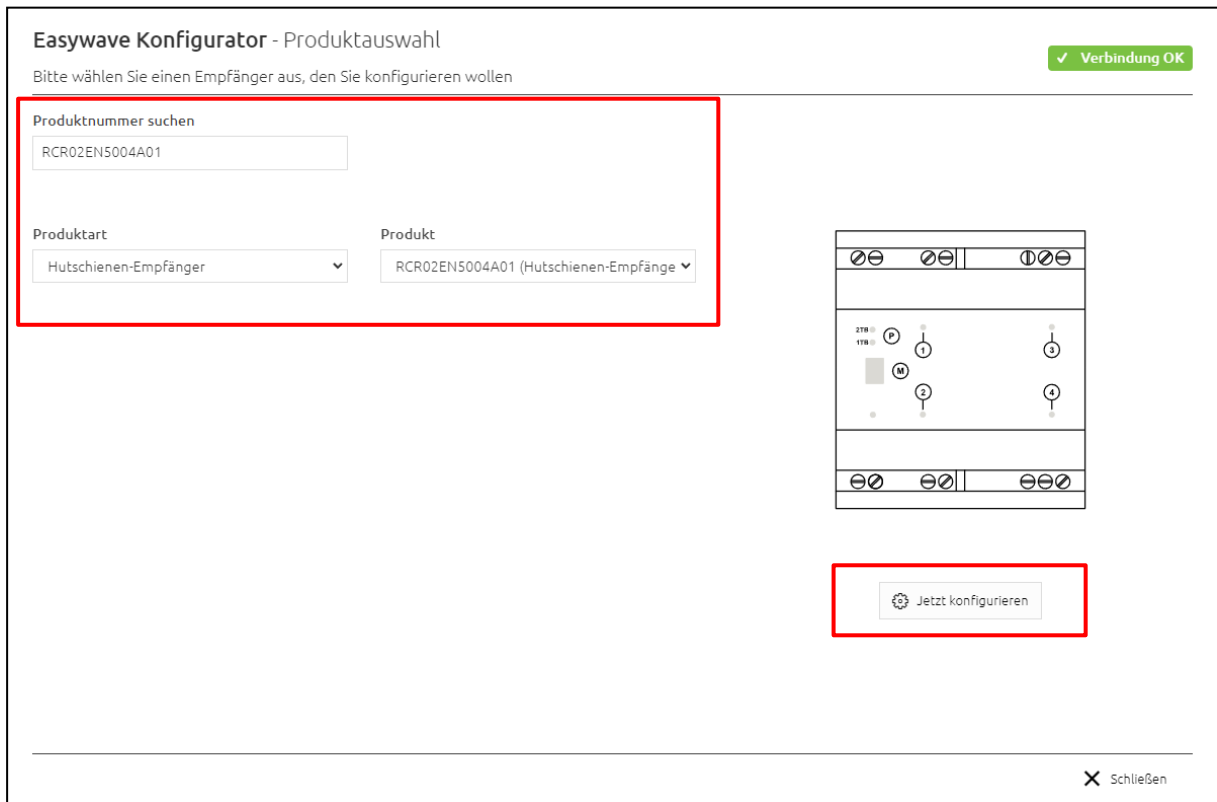 Easywave Konfigurator - Produktauswahl
Verbindung OK
Bitte wählen Sie einen Empfänger aus, den Sie konfigurieren wollen
Produktnummer suchen
RCR02EN5004A01
Produktart
Produkt
Hutschienen-Empfänger
RCR02EN5004A01 (Hutschienen-Empfänge
2TB
1TB
P
1
3
M
2
4
Jetzt konfigurieren
Schließen